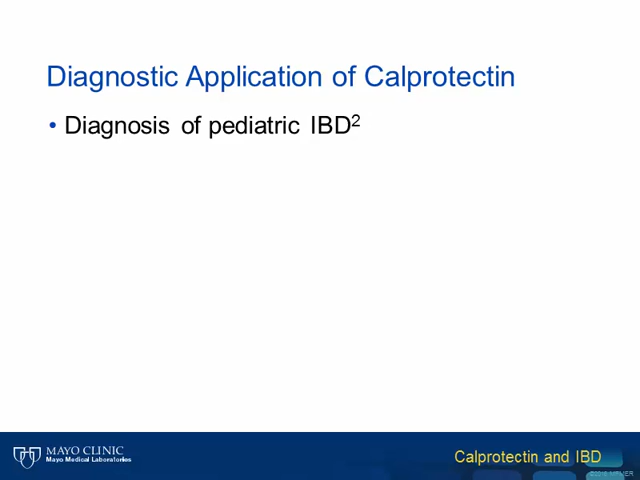 Diagnostic Application of Calprotectin
• Diagnosis of pediatric IBD²
MAYO CLINIC
Mayo Medical Laboratories
Calprotectin and IBD